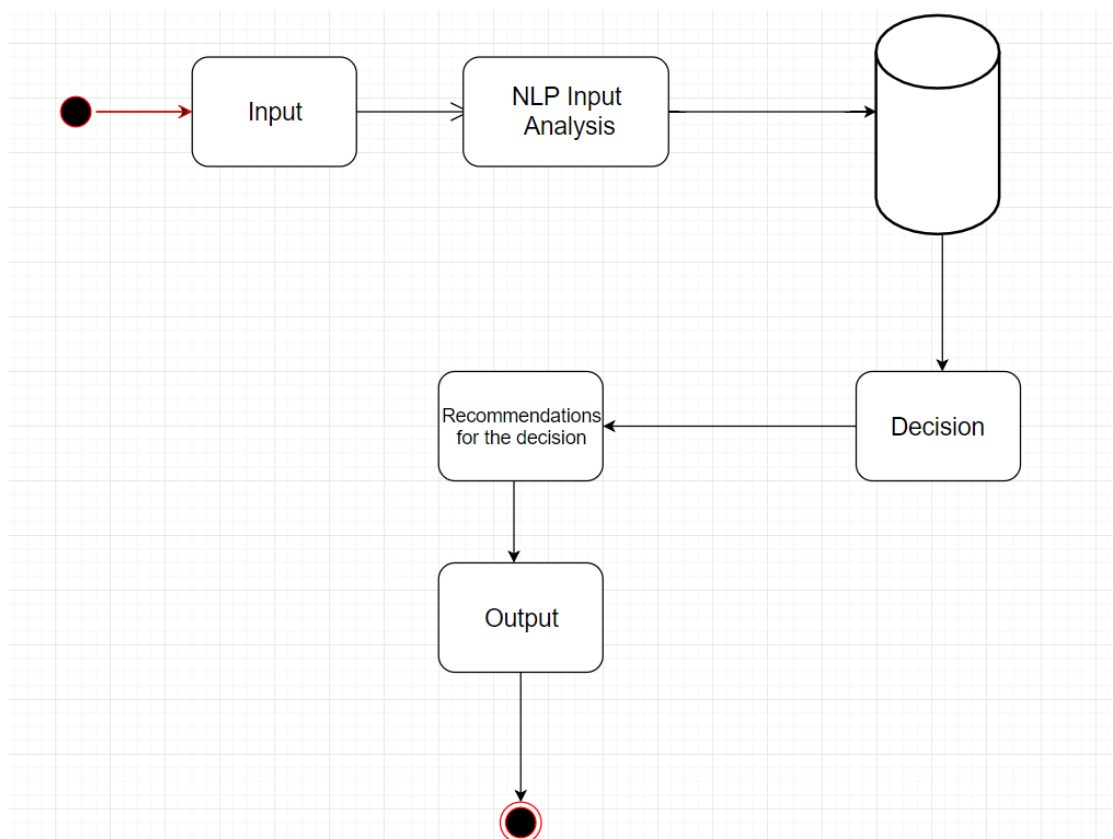 Input
NLP Input
Analysis
Decision
Recommendations
for the decision
Output